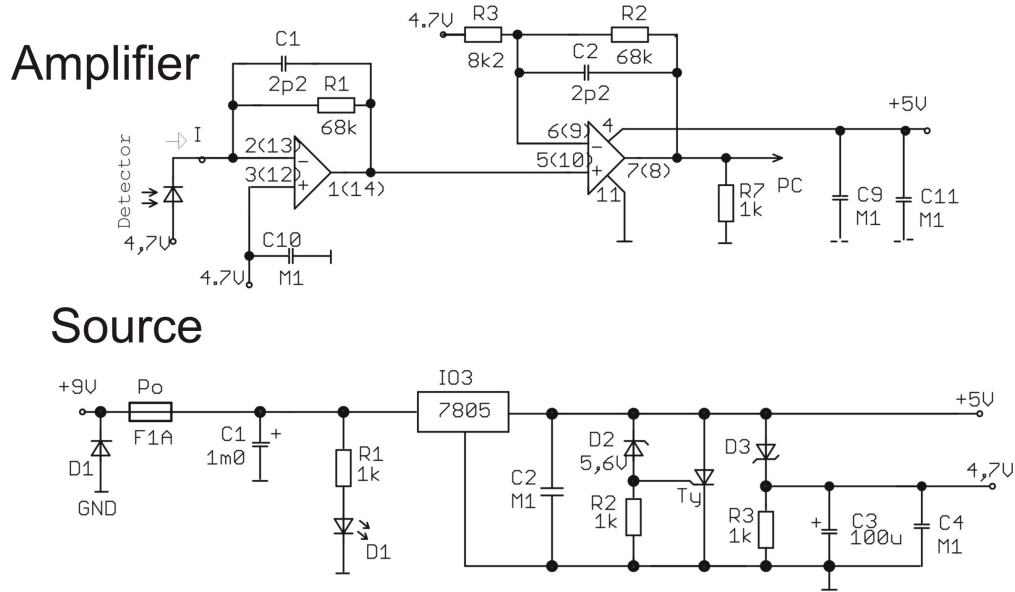 Amplifier
C1
2p2
R1
68k
4.7V
R3
8k2
R2
68k
C2
2p2
+5V
Detector
I
2(13)
3(12)
1(14)
6(9)
5(10)
4
7(8)
11
PC
R7
1k
C9
M1
C11
M1
4,7V
C10
M1
4.7V
Source
+9V
Po
F1A
D1
GND
C1
1m0
R1
1k
D1
IO3
7805
+5V
D2
5,6V
C2
M1
R2
1k
Ty
D3
4,7V
R3
1k
C3
100u
C4
M1